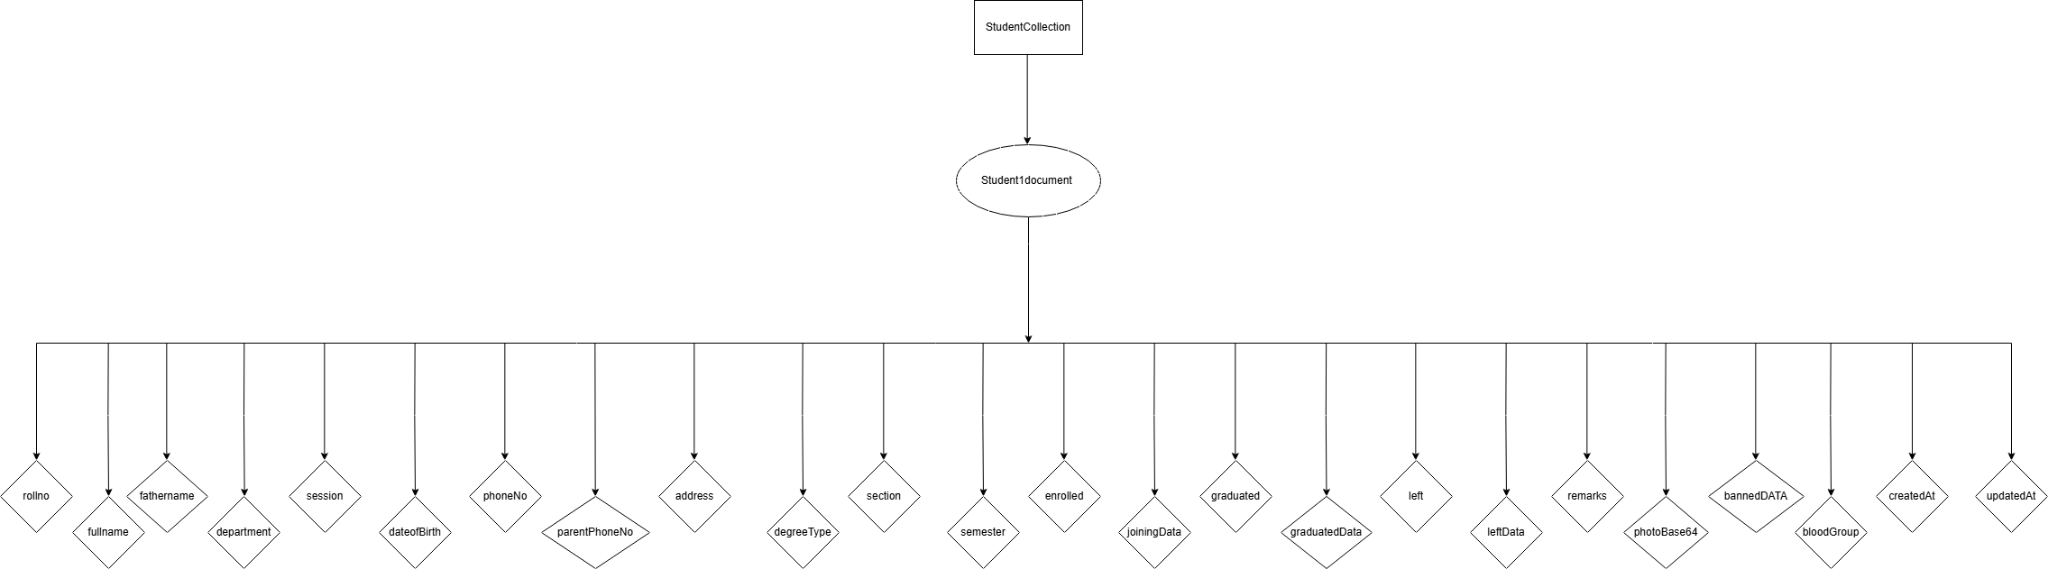 StudentCollection
Student1document
rollno
fullname
fathername
department
session
dateofBirth
phoneNo
parentPhoneNo
address
degreeType
section
semester
enrolled
joiningData
graduated
graduatedData
left
leftData
remarks
photoBase64
bannedDATA
bloodGroup
createdAt
updatedAt